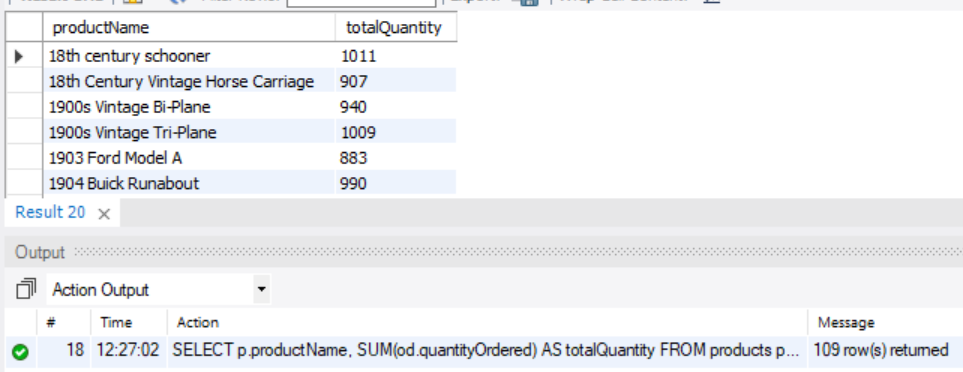 productName totalQuantity
18th century schooner 1011
18th Century Vintage Horse Carriage 907
1900s Vintage Bi-Plane 940
1900s Vintage Tri-Plane 1009
1903 Ford Model A 883
1904 Buick Runabout 990
Result 20 ×
Output
Action Output
# Time Action Message
18 12:27:02 SELECT p.productName, SUM(od.quantityOrdered) AS totalQuantity FROM products p... 109 row(s) returned